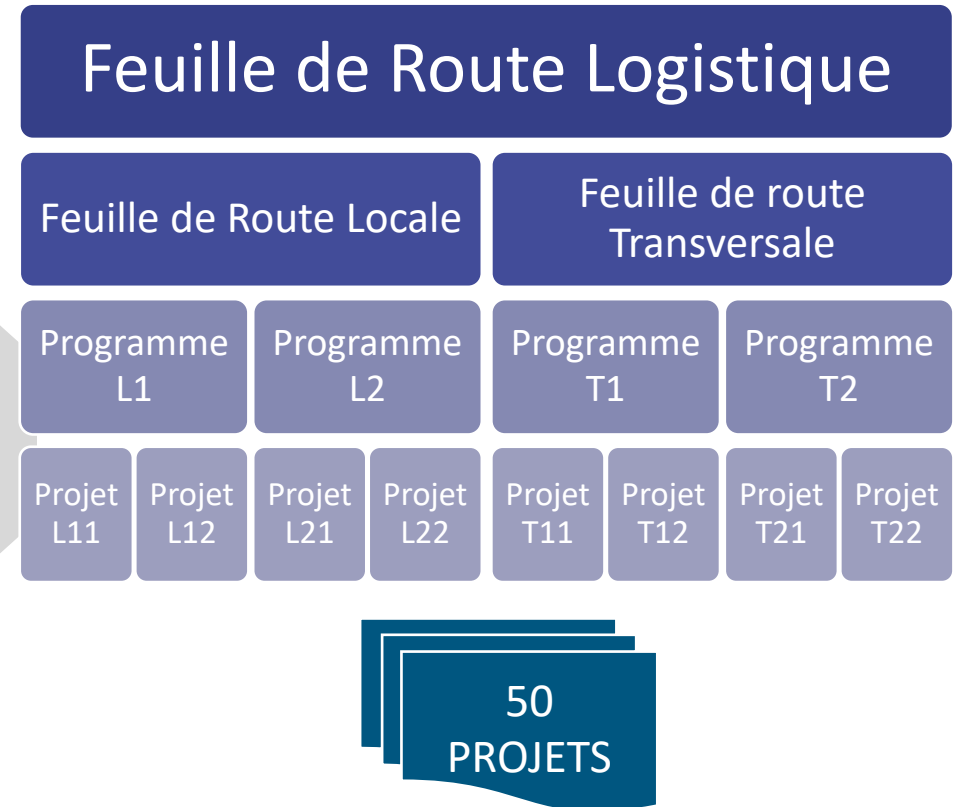 Feuille de Route Logistique
Feuille de Route Locale
Feuille de route
Transversale
Programme
L1
Programme
L2
Programme
T1
Programme
T2
Projet
L11
Projet
L12
Projet
L21
Projet
L22
Projet
T11
Projet
T12
Projet
T21
Projet
T22
50
PROJETS